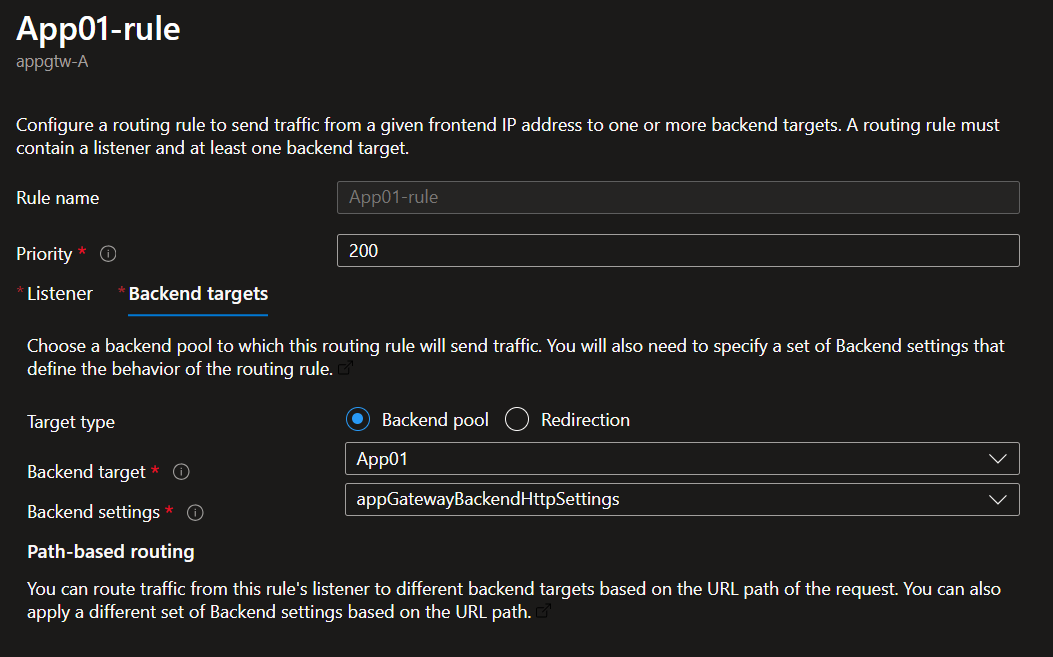 App01-rule
appgtw-A
Configure a routing rule to send traffic from a given frontend IP address to one or more backend targets. A routing rule must
contain a listener and at least one backend target.
Rule name
App01-rule
Priority *
200
* Listener
* Backend targets
Choose a backend pool to which this routing rule will send traffic. You will also need to specify a set of Backend settings that
define the behavior of the routing rule.
Target type
Backend pool
Redirection
Backend target *
App01
Backend settings *
appGatewayBackendHttpSettings
Path-based routing
You can route traffic from this rule's listener to different backend targets based on the URL path of the request. You can also
apply a different set of Backend settings based on the URL path.